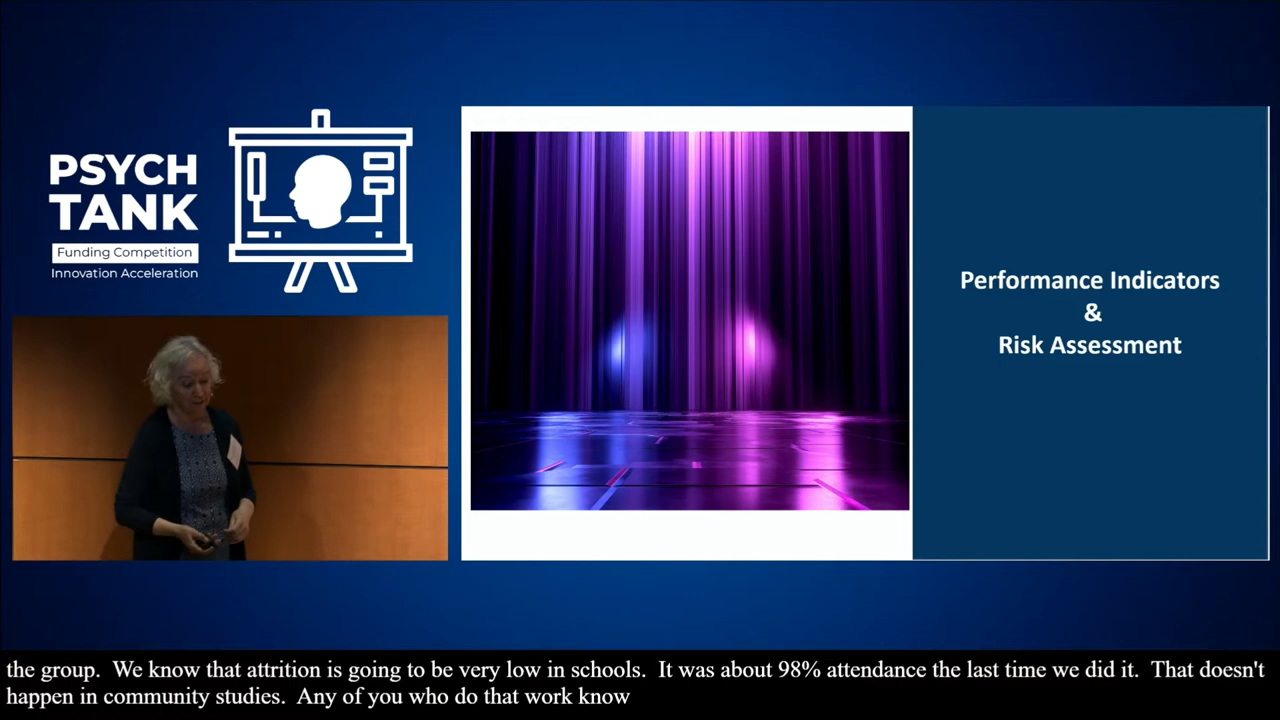 PSYCH
TANK
Funding Competition
Innovation Acceleration
Performance Indicators
&
Risk Assessment
the group.  We know that attrition is going to be very low in schools.  It was about 98% attendance the last time we did it.  That doesn't
happen in community studies.  Any of you who do that work know